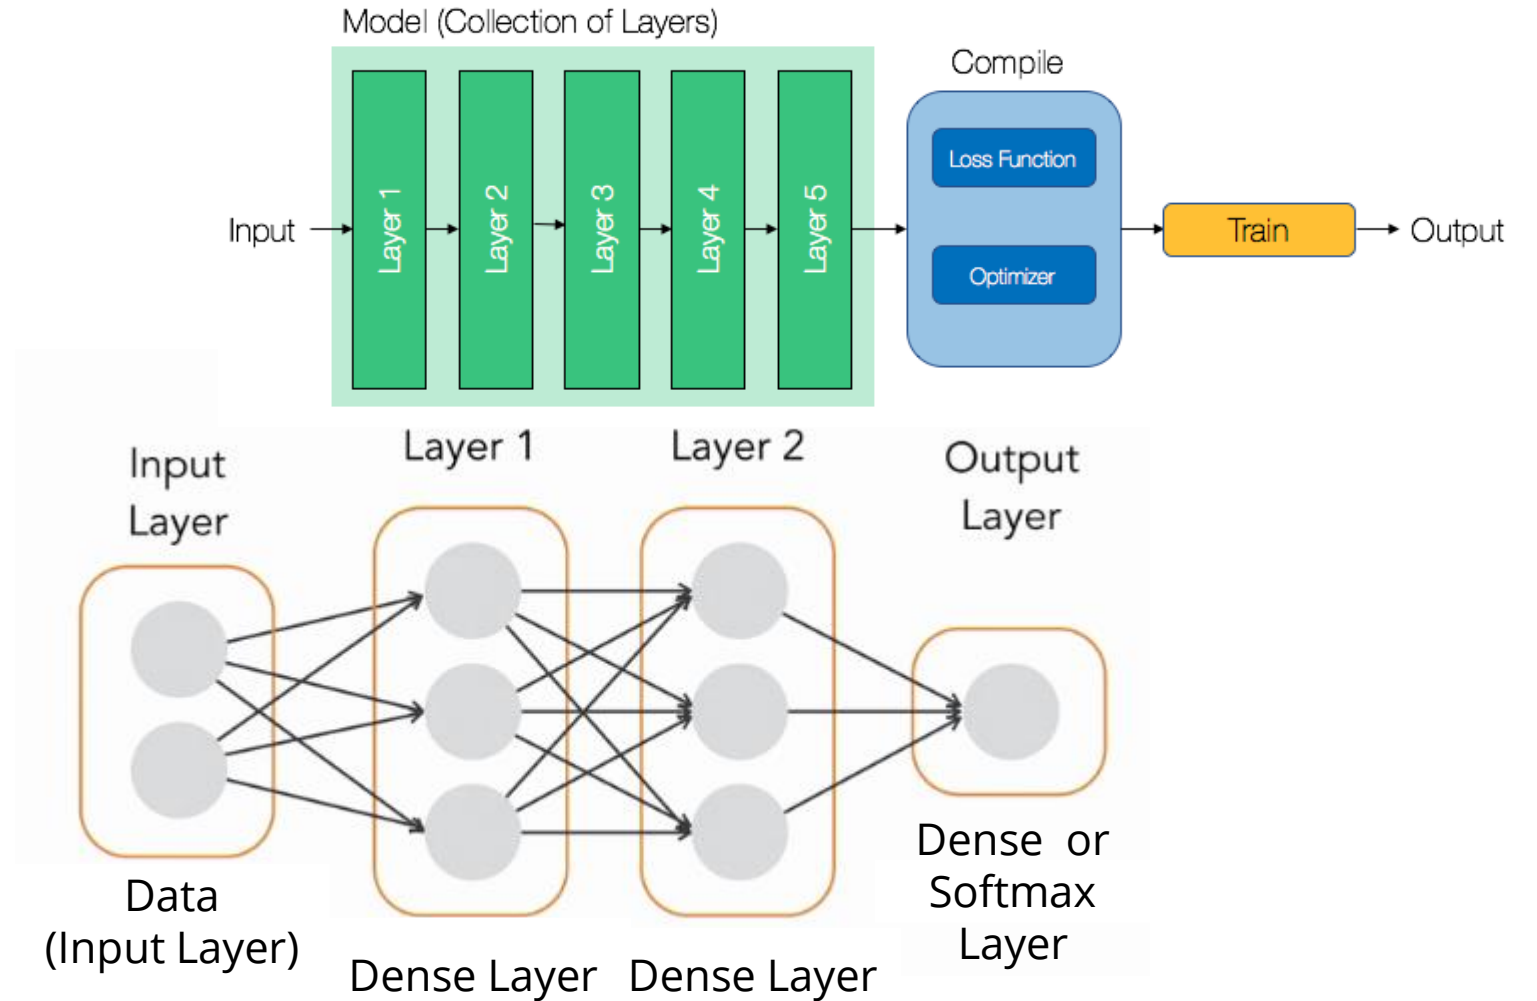 Model (Collection of Layers)
Compile
Layer 1
Layer 2
Layer 3
Layer 4
Layer 5
Loss Function
Optimizer
Input
Train
Output
Input
Layer
Layer 1
Layer 2
Output
Layer
Data
(Input Layer)
Dense Layer
Dense Layer
Dense or
Softmax
Layer